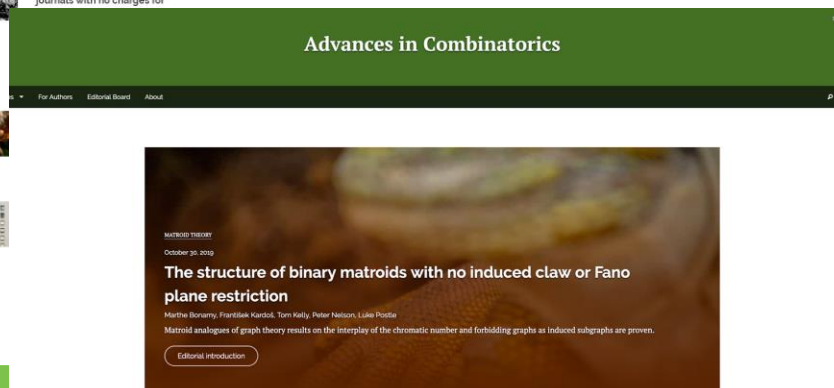 journals with no charges for
Advances in Combinatorics
For Authors Editorial Board About
MATROID THEORY
October 30, 2019
The structure of binary matroids with no induced claw or Fano
plane restriction
Marthe Bonamy, František Kardoš, Tom Kelly, Peter Nelson, Luke Postle
Matroid analogues of graph theory results on the interplay of the chromatic number and forbidding graphs as induced subgraphs are proven.
Editorial introduction